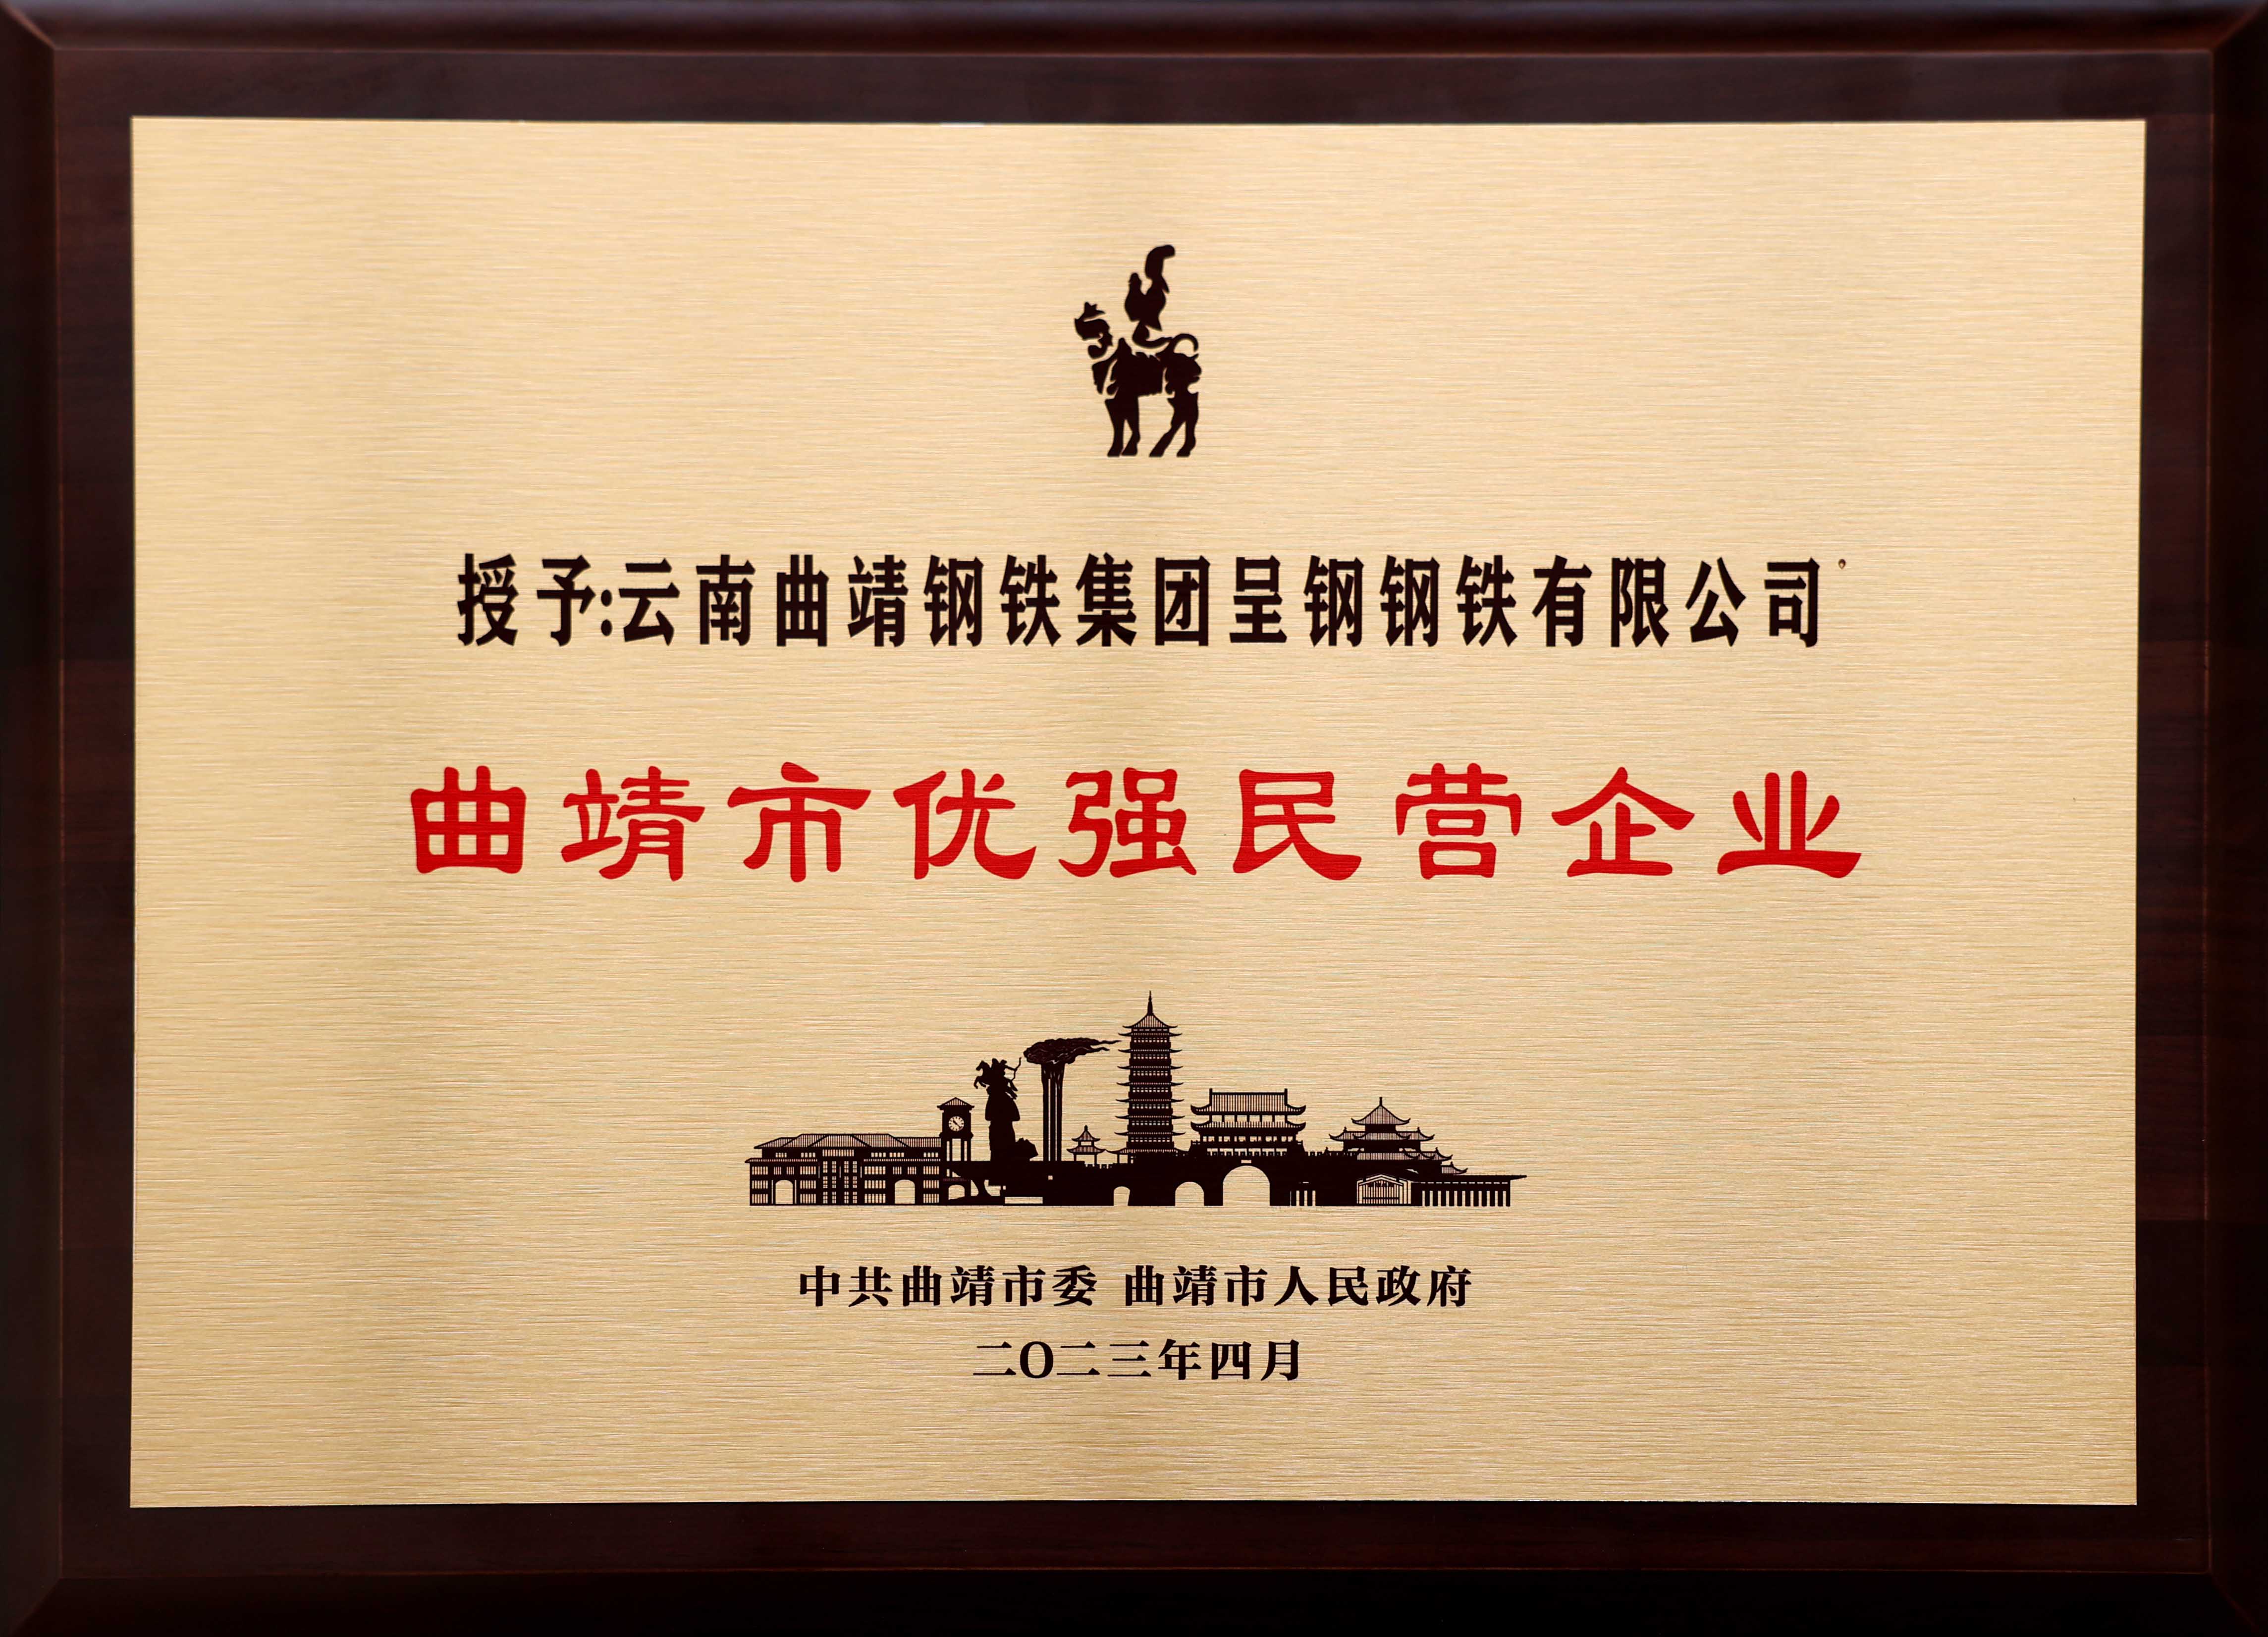 授予:云南曲靖钢铁集团呈钢钢铁有限公司
曲靖市优强民营企业
中共曲靖市委 曲靖市人民政府
二〇二三年四月